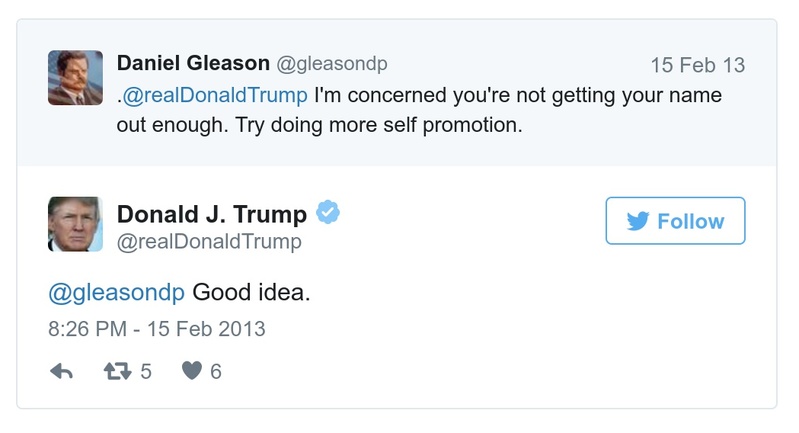 Daniel Gleason @gleasondp 15 Feb 13
.@realDonaldTrump I'm concerned you're not getting your name
out enough. Try doing more self promotion.
Donald J. Trump
Follow
@realDonaldTrump
@gleasondp Good idea.
8:26 PM - 15 Feb 2013
5 6